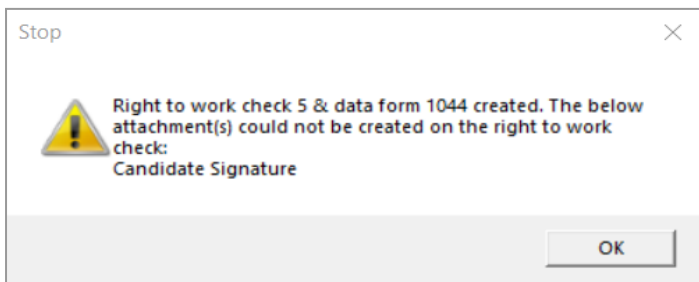 Stop
Right to work check 5 & data form 1044 created. The below
attachment(s) could not be created on the right to work
check:
Candidate Signature
OK